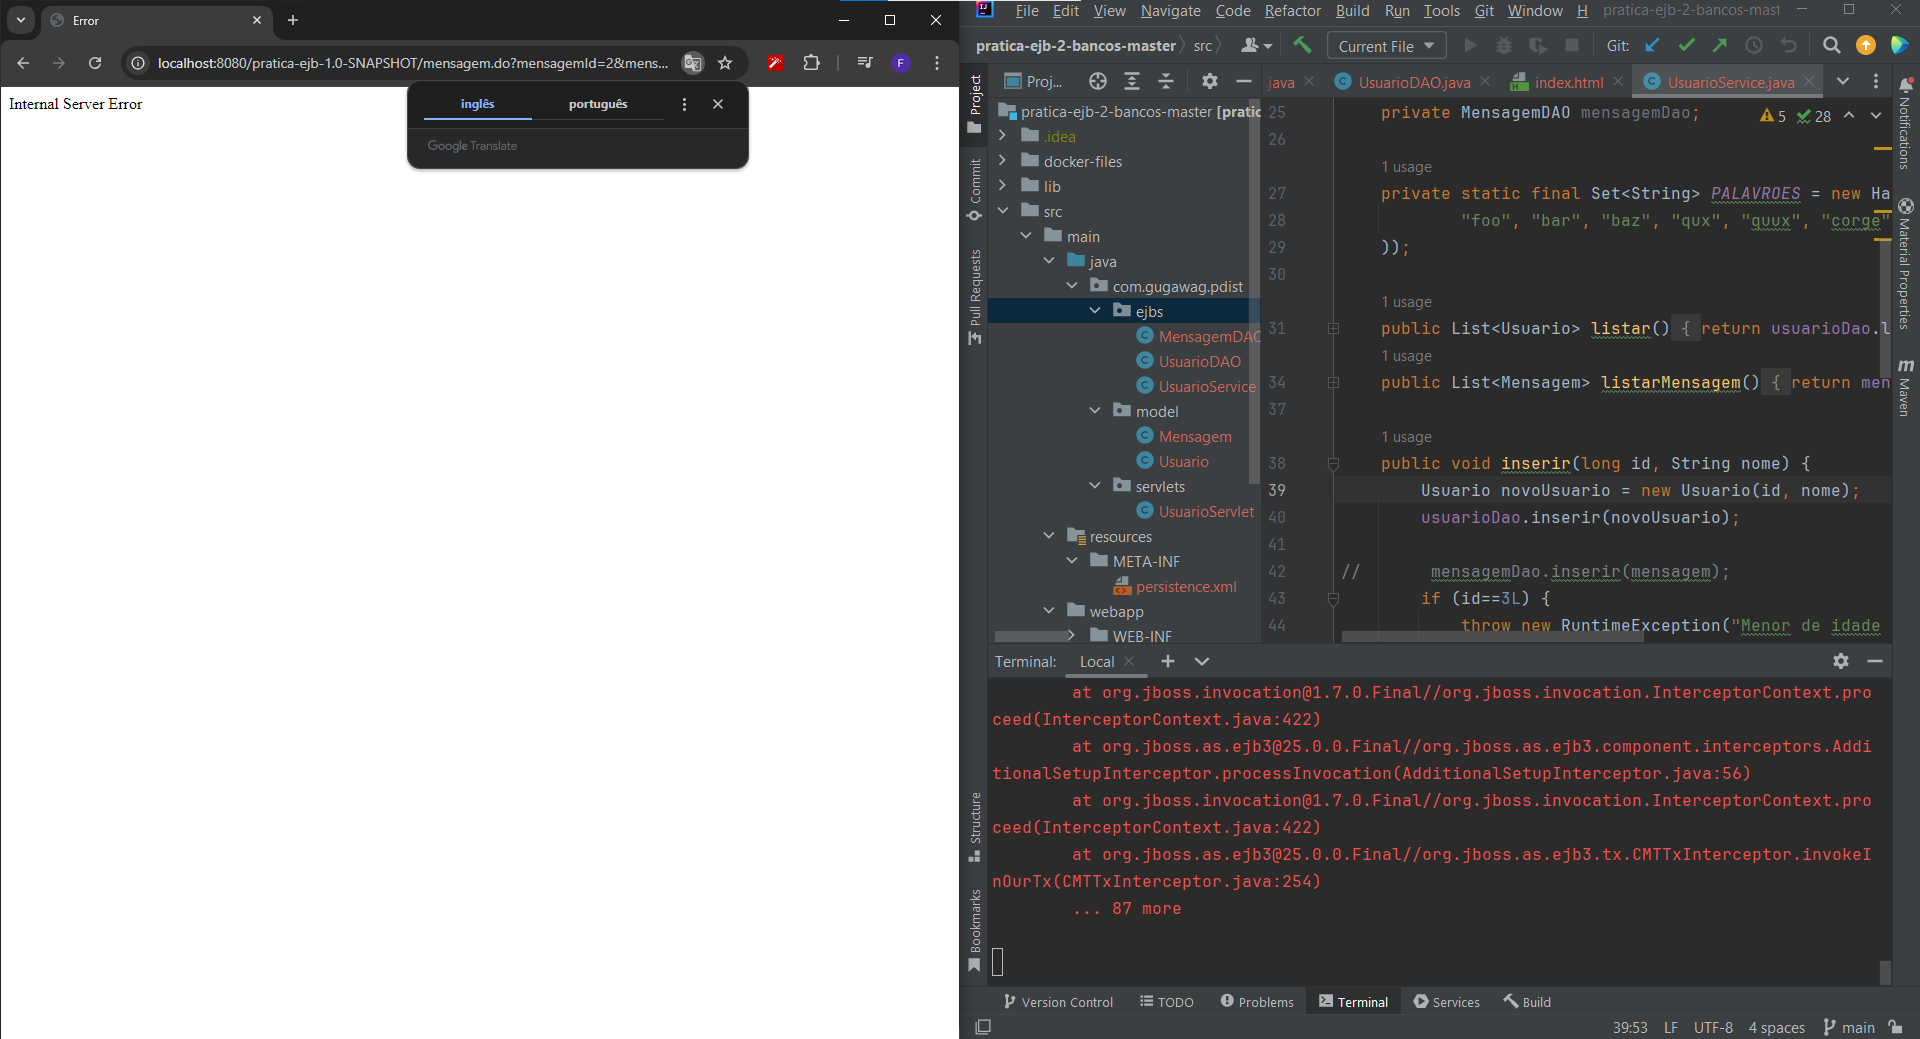 Error
localhost:8080/pratica-ejb-1.0-SNAPSHOT/mensagem.do?mensagemId=2&mens...
F
Internal Server Error
inglês
português
Google Translate
IJ
File Edit View Navigate Code Refactor Build Run Tools Git Window H
pratica-ejb-2-bancos-mast
pratica-ejb-2-bancos-master
src
Current File
Git:
Project
Commit
Pull Requests
Structure
Bookmarks
Proj...
java
UsuarioDAO.java
index.html
UsuarioService.java
pratica-ejb-2-bancos-master [pratic
.idea
docker-files
lib
src
main
java
com.gugawag.pdist
ejbs
MensagemDAO
UsuarioDAO
UsuarioService
model
Mensagem
Usuario
servlets
UsuarioServlet
resources
META-INF
persistence.xml
webapp
WEB-INF
5 28
25 private MensagemDAO mensagemDao;
26
1 usage
27 private static final Set<String> PALAVROES = new Ha
28 "foo", "bar", "baz", "qux", "quux", "corge"
29 ));
30
1 usage
31 public List<Usuario> listar() { return usuarioDao.l
1 usage
34 public List<Mensagem> listarMensagem() { return men
37
1 usage
38 public void inserir(long id, String nome) {
39 Usuario novoUsuario = new Usuario(id, nome);
40 usuarioDao.inserir(novoUsuario);
41
42 // mensagemDao.inserir(mensagem);
43 if (id==3L) {
44 throw new RuntimeException("Menor de idade
Notifications
Material Properties
m Maven
Terminal: Local
at org.jboss.invocation@1.7.0.Final//org.jboss.invocation.InterceptorContext.pro
ceed(InterceptorContext.java:422)
at org.jboss.as.ejb3@25.0.0.Final//org.jboss.as.ejb3.component.interceptors.Addi
tionalSetupInterceptor.processInvocation(AdditionalSetupInterceptor.java:56)
at org.jboss.invocation@1.7.0.Final//org.jboss.invocation.InterceptorContext.pro
ceed(InterceptorContext.java:422)
at org.jboss.as.ejb3@25.0.0.Final//org.jboss.as.ejb3.tx.CMTTxInterceptor.invokeI
nOurTx(CMTTxInterceptor.java:254)
... 87 more
Version Control TODO Problems Terminal Services Build
39:53 LF UTF-8 4 spaces main